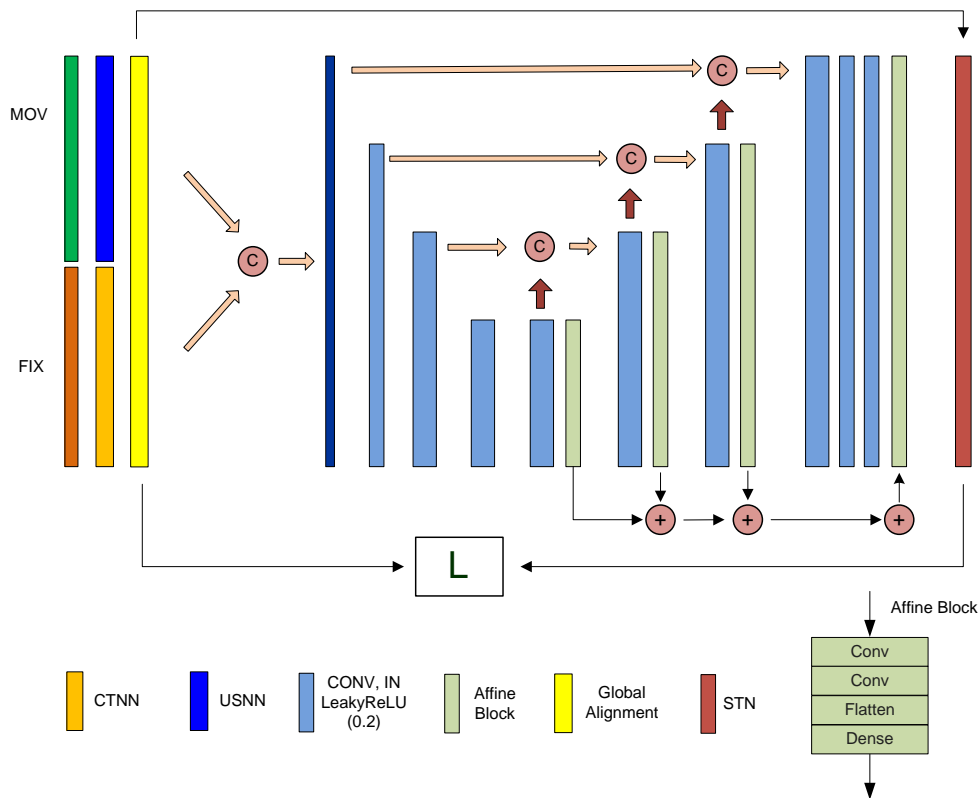 MOV
C
C
C
C
FIX
+
+
+
L
Affine Block
Conv
Conv
Flatten
Dense
CTNN
USNN
CONV, IN
LeakyReLU
(0.2)
Affine
Block
Global
Alignment
STN